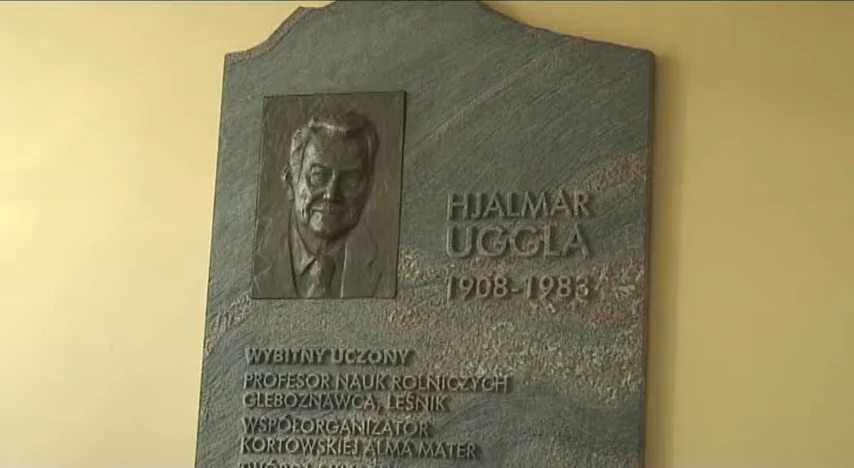 HJALMAR
UGGLA
1908-1983
WYBITNY UCZONY
PROFESOR NAUK ROLNICZYCH
GLEBOZNAWCA, LEŚNIK
WSPÓŁORGANIZATOR
KORTOWSKIEJ ALMA MATER